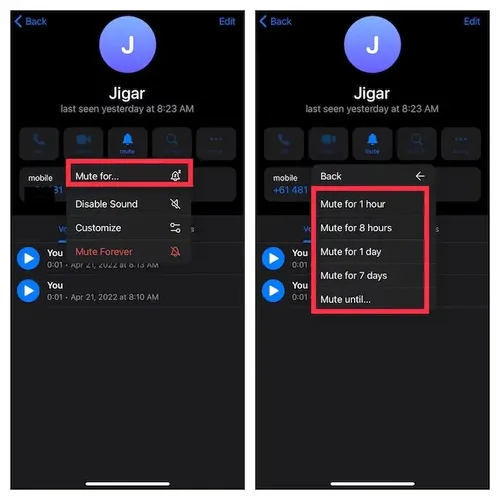 Back
Edit
J
Jigar
last seen yesterday at 8:23 AM
mute
mobile
Mute for...
Disable Sound
Customize
Mute Forever
You
0:01 • Apr 21, 2022 at 8:13 AM
You
0:01 • Apr 21, 2022 at 8:10 AM
Back
Edit
J
Jigar
last seen yesterday at 8:23 AM
mute
mobile
+61 481
Back
Mute for 1 hour
Mute for 8 hours
Mute for 1 day
Mute for 7 days
Mute until...
You
0:01
You
0:01